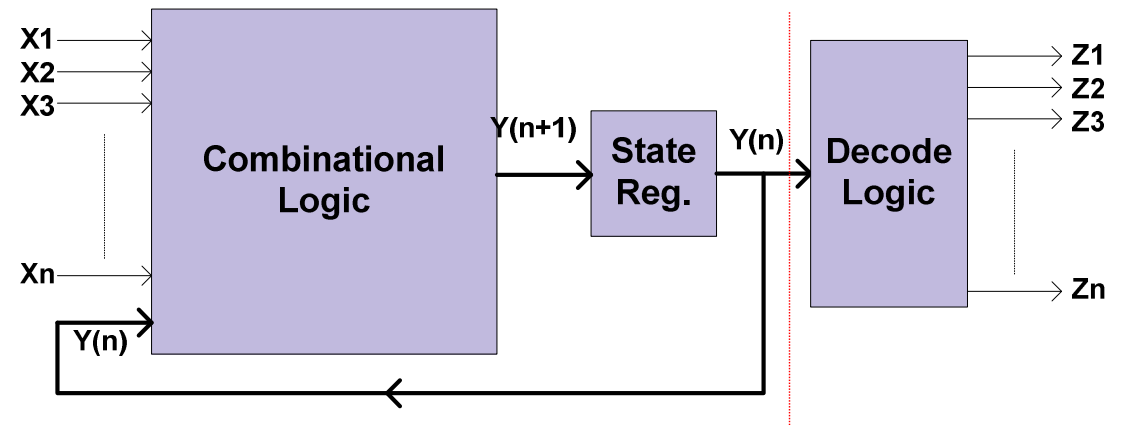 X1
X2
X3
Xn
Y(n)
Combinational
Logic
Y(n+1)
State
Reg.
Y(n)
Decode
Logic
Z1
Z2
Z3
Zn